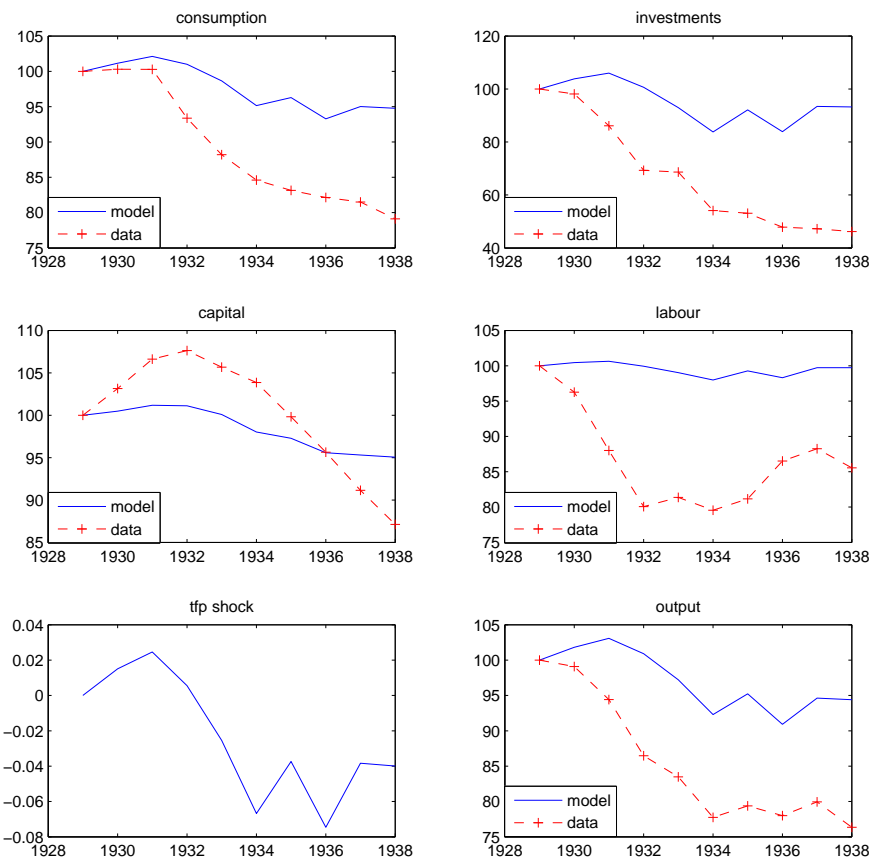 consumption
105
100
95
90
85
80
75
1928 1930 1932 1934 1936 1938
model
data
investments
120
100
80
60
40
1928 1930 1932 1934 1936 1938
model
data
capital
110
105
100
95
90
85
1928 1930 1932 1934 1936 1938
model
data
labour
105
100
95
90
85
80
75
1928 1930 1932 1934 1936 1938
model
data
tfp shock
0.04
0.02
0
−0.02
−0.04
−0.06
−0.08
1928 1930 1932 1934 1936 1938
output
105
100
95
90
85
80
75
1928 1930 1932 1934 1936 1938
model
data